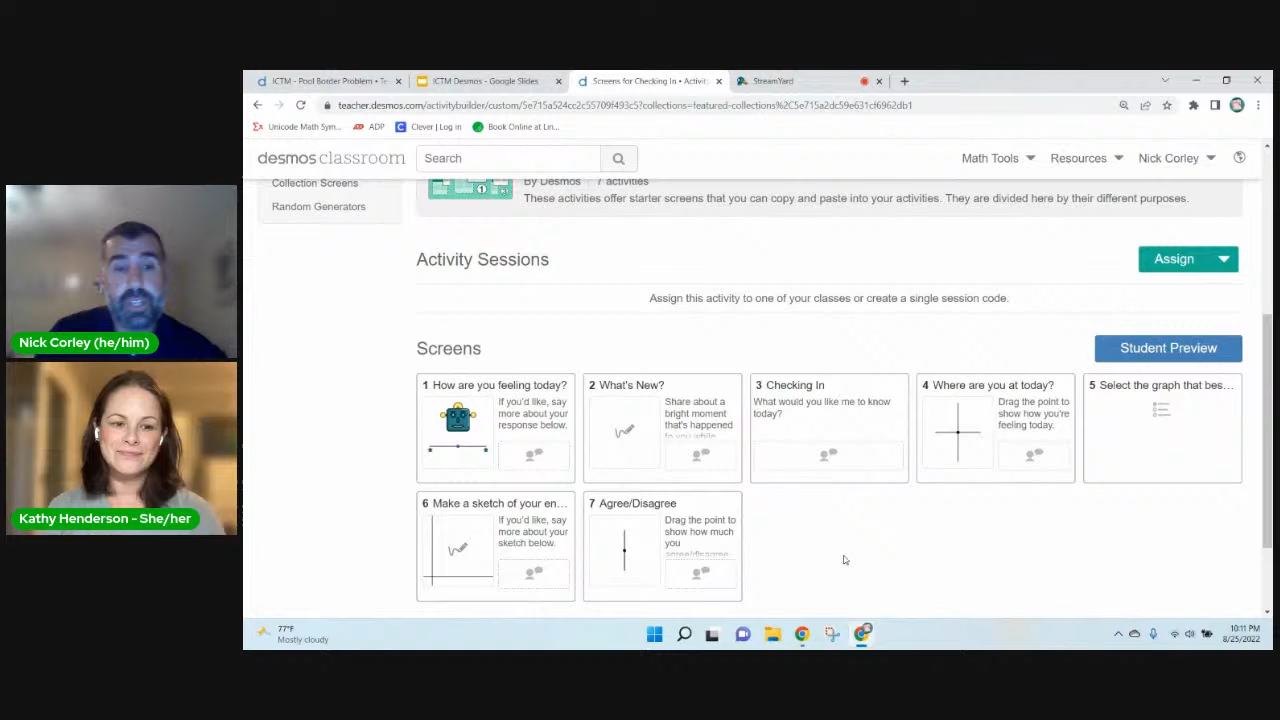 ICTM - Pool Border Problem • Te
ICTM Desmos - Google Slides
Screens for Checking In • Activit
StreamYard
teacher.desmos.com/activitybuilder/custom/5e715a524cc2c55709f493c5?collections=featured-collections%2C5e715a2dc59e631cf6962db1
Unicode Math Sym...
ADP
Clever | Log in
Book Online at Lin...
desmos classroom
Search
Math Tools
Resources
Nick Corley
Collection Screens
Random Generators
By Desmos
7 activities
These activities offer starter screens that you can copy and paste into your activities. They are divided here by their different purposes.
Activity Sessions
Assign
Assign this activity to one of your classes or create a single session code.
Screens
Student Preview
1 How are you feeling today?
If you'd like, say
more about your
response below.
2 What's New?
Share about a
bright moment
that's happened
to you while
3 Checking In
What would you like me to know
today?
4 Where are you at today?
Drag the point to
show how you're
feeling today.
5 Select the graph that bes...
6 Make a sketch of your en...
If you'd like, say
more about your
sketch below.
7 Agree/Disagree
Drag the point to
show how much
you
agree/disagree
Nick Corley (he/him)
Kathy Henderson - She/her
77°F
Mostly cloudy
10:11 PM
8/25/2022